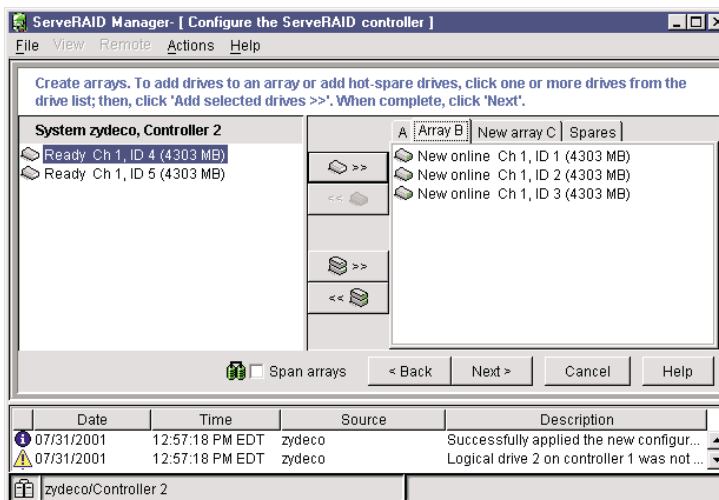 ServeRAID Manager- [ Configure the ServeRAID controller ]
File View Remote Actions Help
Create arrays. To add drives to an array or add hot-spare drives, click one or more drives from the
drive list; then, click 'Add selected drives >>'. When complete, click 'Next'.
System zydeco, Controller 2
Ready Ch 1, ID 4 (4303 MB)
Ready Ch 1, ID 5 (4303 MB)
>>
<<
>>
<<
A Array B New array C Spares
New online Ch 1, ID 1 (4303 MB)
New online Ch 1, ID 2 (4303 MB)
New online Ch 1, ID 3 (4303 MB)
Span arrays < Back Next > Cancel Help
Date Time Source Description
07/31/2001 12:57:18 PM EDT zydeco Successfully applied the new configur...
07/31/2001 12:57:18 PM EDT zydeco Logical drive 2 on controller 1 was not ...
zydeco/Controller 2